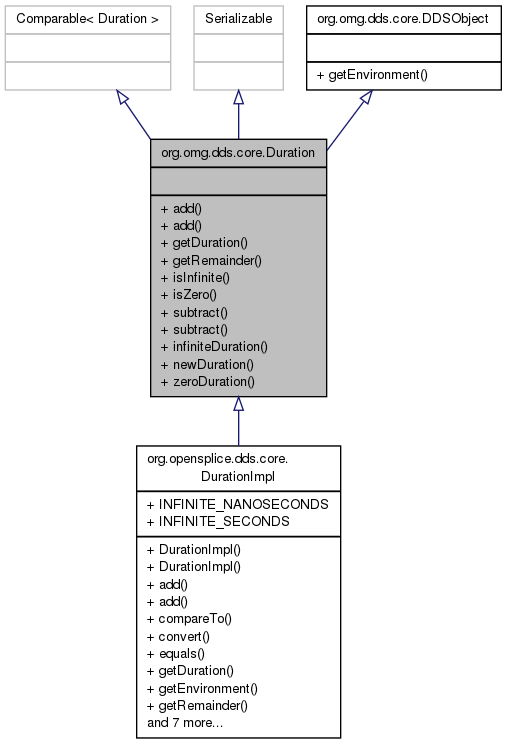 Comparable< Duration >
Serializable
org.omg.dds.core.DDSObject
+ getEnvironment()
org.omg.dds.core.Duration
+ add()
+ add()
+ getDuration()
+ getRemainder()
+ isInfinite()
+ isZero()
+ subtract()
+ subtract()
+ infiniteDuration()
+ newDuration()
+ zeroDuration()
org.opensplice.dds.core.
DurationImpl
+ INFINITE_NANOSECONDS
+ INFINITE_SECONDS
+ DurationImpl()
+ DurationImpl()
+ add()
+ add()
+ compareTo()
+ convert()
+ equals()
+ getDuration()
+ getEnvironment()
+ getRemainder()
and 7 more...